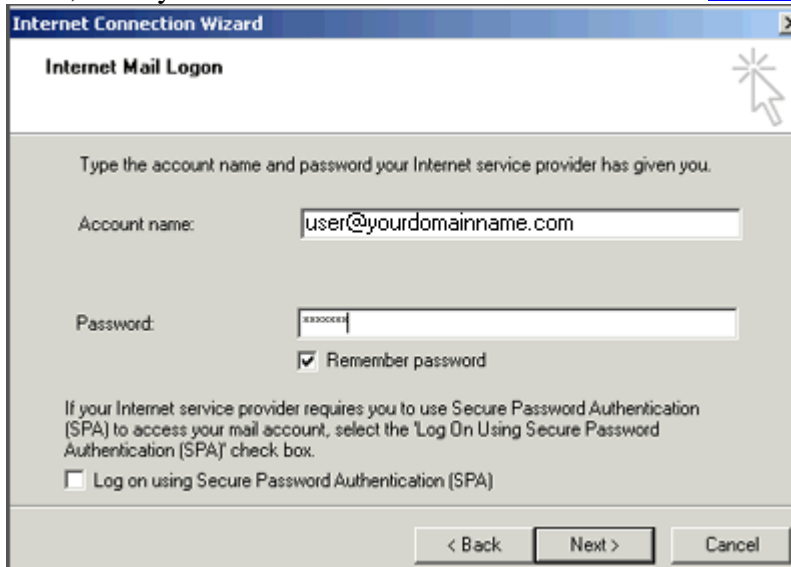 Internet Connection Wizard
Internet Mail Logon
Type the account name and password your Internet service provider has given you.
Account name: user@yourdomainname.com
Password: xxxxxxx
Remember password
If your Internet service provider requires you to use Secure Password Authentication
(SPA) to access your mail account, select the 'Log On Using Secure Password
Authentication (SPA)' check box.
Log on using Secure Password Authentication (SPA)
< Back Next > Cancel